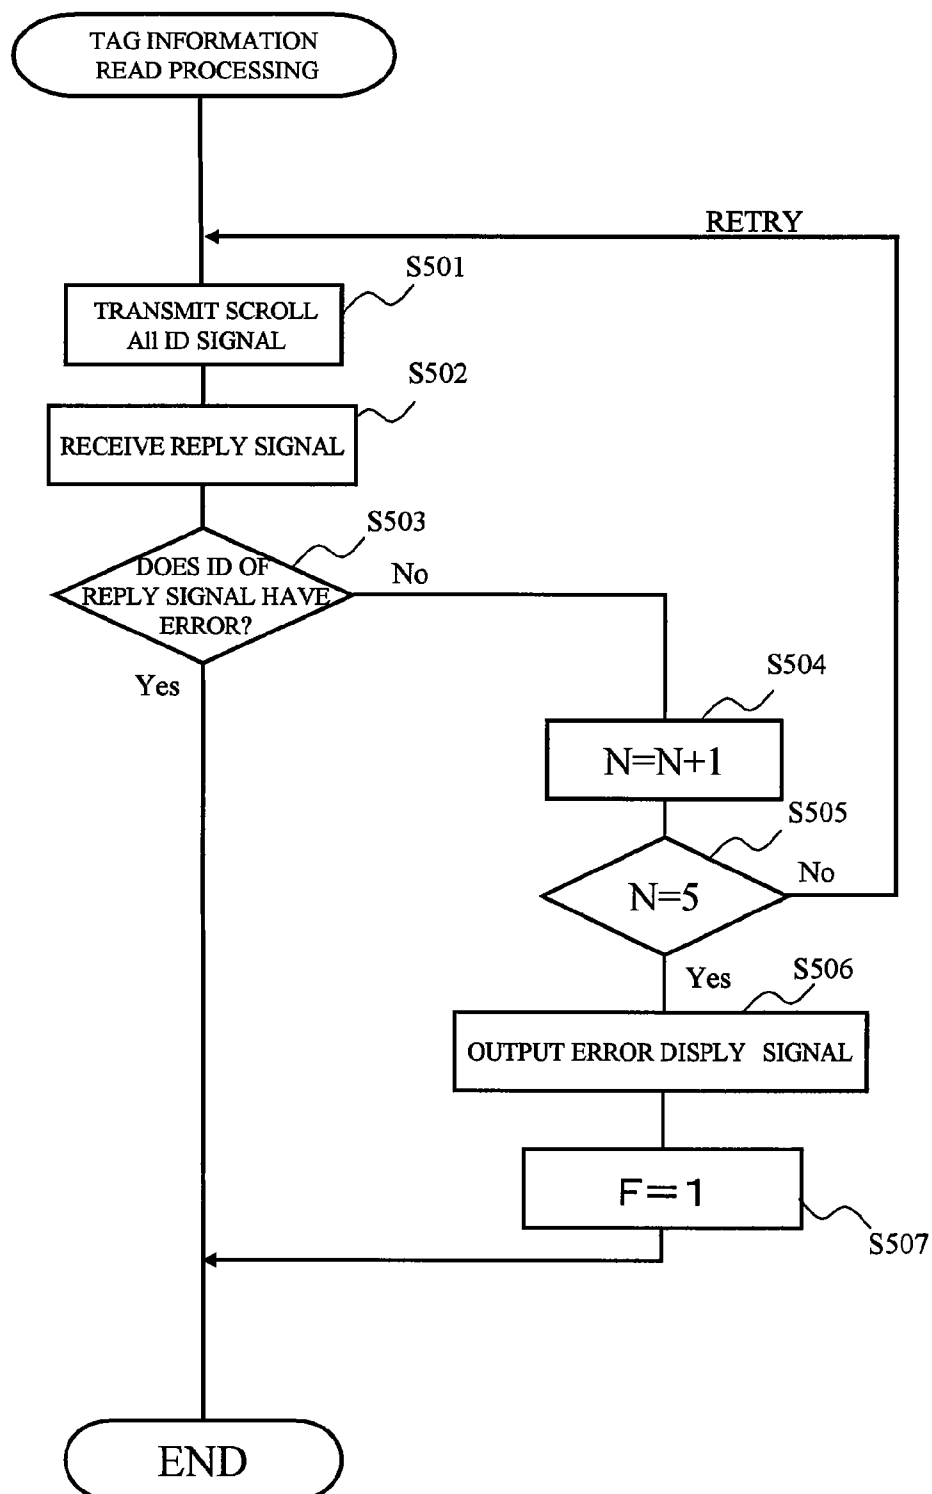 TAG INFORMATION
READ PROCESSING
RETRY
S501
TRANSMIT SCROLL
All ID SIGNAL
S502
RECEIVE REPLY SIGNAL
S503
DOES ID OF
REPLY SIGNAL HAVE
ERROR?
No
Yes
S504
N=N+1
S505
N=5
No
Yes
S506
OUTPUT ERROR DISPLY SIGNAL
F=1
S507
END